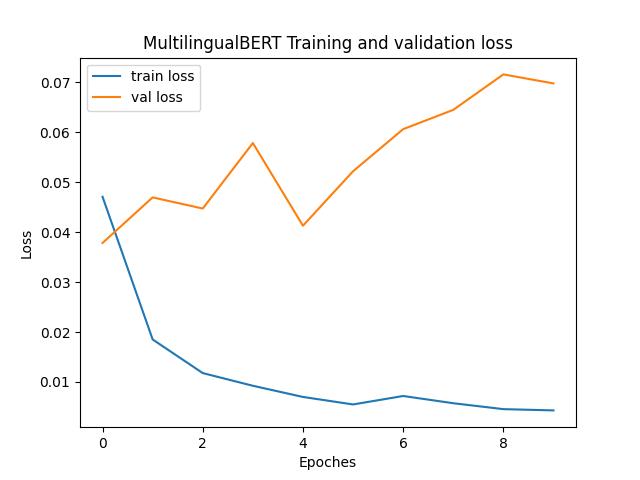 MultilingualBERT Training and validation loss
train loss
val loss
0.07
0.06
0.05
0.04
0.03
0.02
0.01
Loss
0 2 4 6 8
Epoches